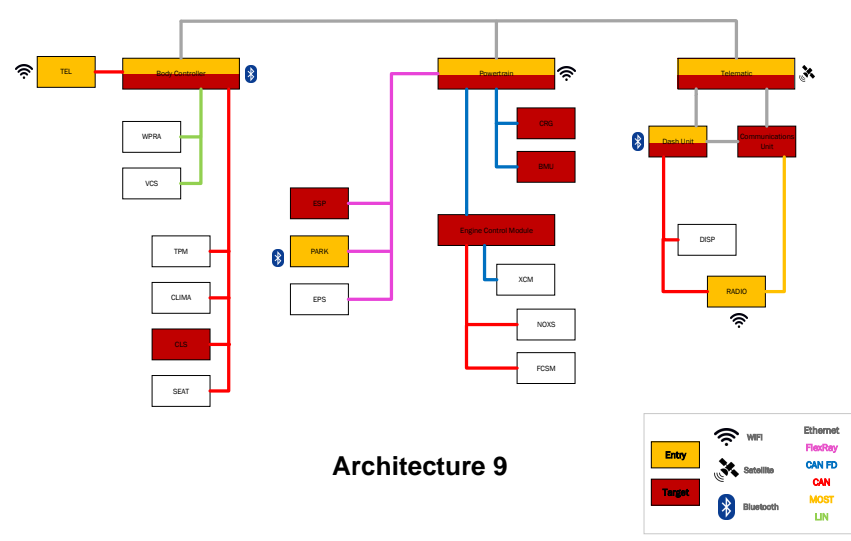 TEL
Body Controller
Powertrain
Telematic
WPRA
VCS
CRG
BMU
Dash Unit
Communications
Unit
ESP
PARK
EPS
Engine Control Module
DISP
TPM
CLIMA
CLS
SEAT
XCM
NOXS
FCSM
RADIO
Architecture 9
Entry
Target
WIFI
Satellite
Bluetooth
Ethernet
FlexRay
CAN FD
CAN
MOST
LIN